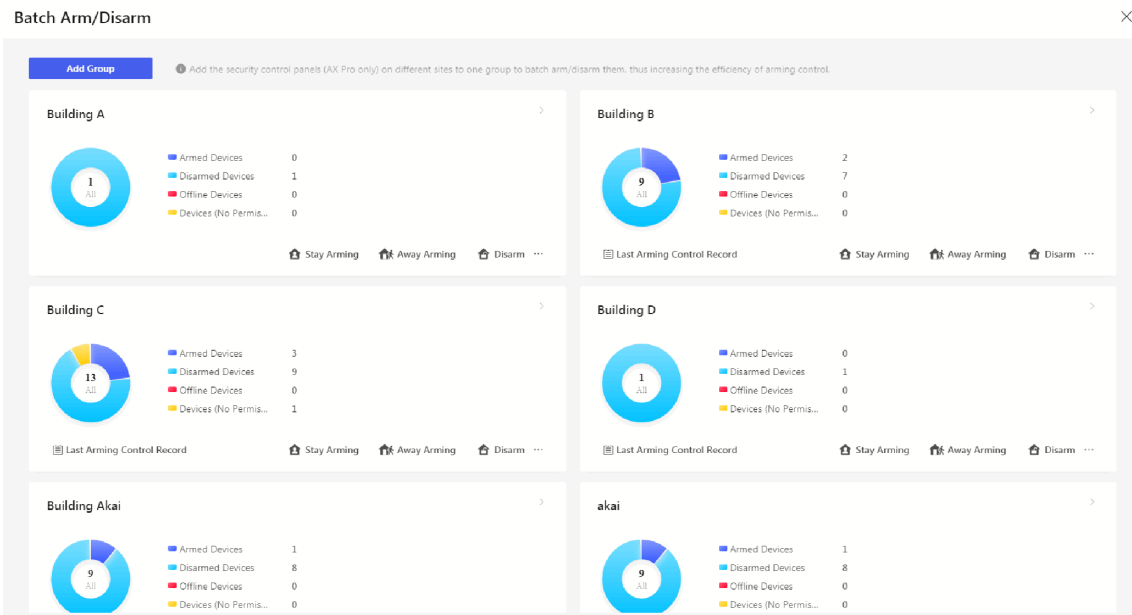 Batch Arm/Disarm
Add Group
Add the security control panels (AX Pro only) on different sites to one group to batch arm/disarm them, thus increasing the efficiency of arming control.
Building A
1
All
Armed Devices 0
Disarmed Devices 1
Offline Devices 0
Devices (No Permis... 0
Stay Arming Away Arming Disarm ...
Building B
9
All
Armed Devices 2
Disarmed Devices 7
Offline Devices 0
Devices (No Permis... 0
Last Arming Control Record Stay Arming Away Arming Disarm ...
Building C
13
All
Armed Devices 3
Disarmed Devices 9
Offline Devices 0
Devices (No Permis... 1
Last Arming Control Record Stay Arming Away Arming Disarm ...
Building D
1
All
Armed Devices 0
Disarmed Devices 1
Offline Devices 0
Devices (No Permis... 0
Last Arming Control Record Stay Arming Away Arming Disarm ...
Building Akai
9
All
Armed Devices 1
Disarmed Devices 8
Offline Devices 0
Devices (No Permis... 0
akai
9
All
Armed Devices 1
Disarmed Devices 8
Offline Devices 0
Devices (No Permis... 0